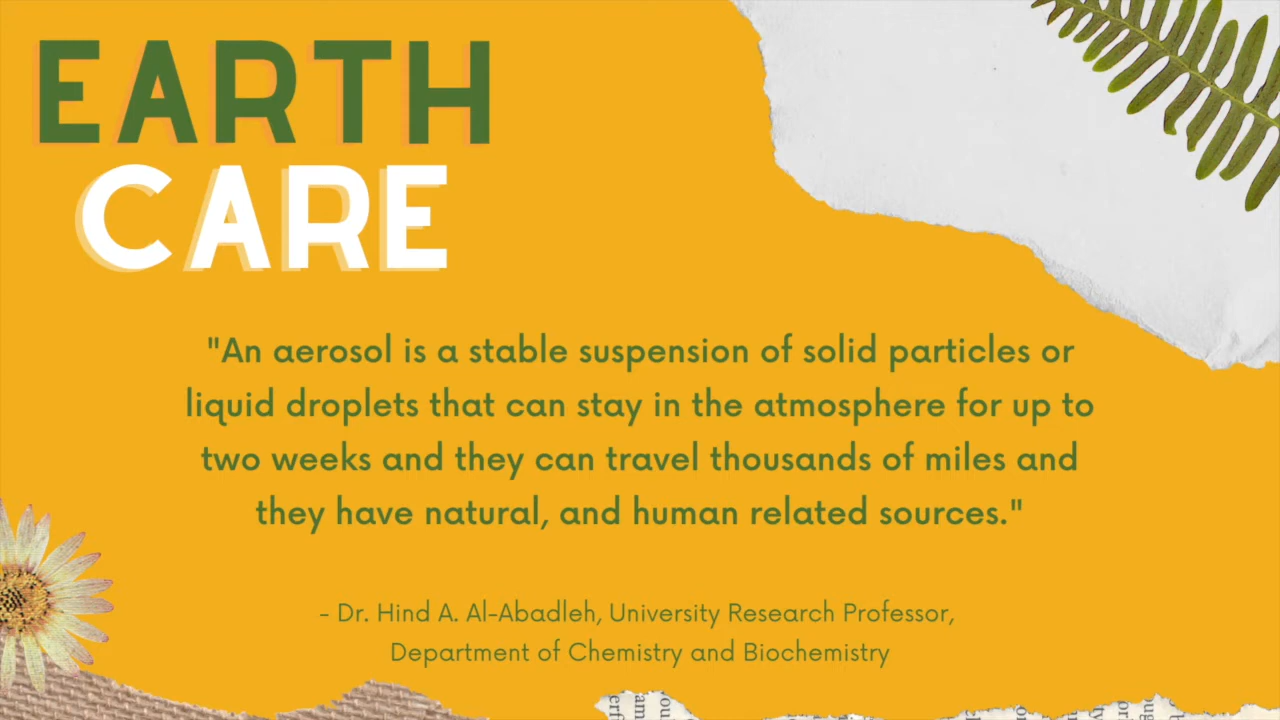 EARTH
CARE
"An aerosol is a stable suspension of solid particles or
liquid droplets that can stay in the atmosphere for up to
two weeks and they can travel thousands of miles and
they have natural, and human related sources."
- Dr. Hind A. Al-Abadleh, University Research Professor,
Department of Chemistry and Biochemistry